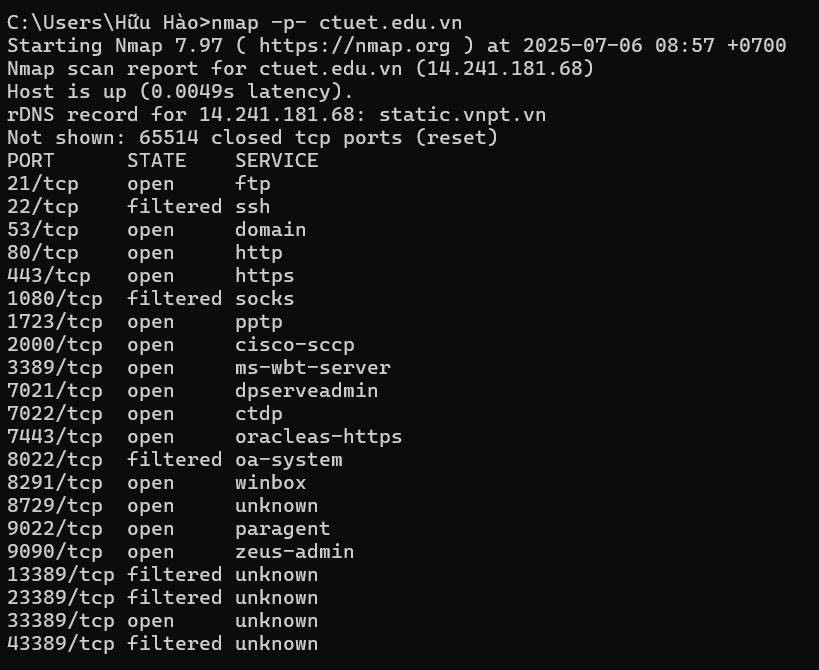 C:\Users\Hữu Hào>nmap -p- ctuet.edu.vn
Starting Nmap 7.97 ( https://nmap.org ) at 2025-07-06 08:57 +0700
Nmap scan report for ctuet.edu.vn (14.241.181.68)
Host is up (0.0049s latency).
rDNS record for 14.241.181.68: static.vnpt.vn
Not shown: 65514 closed tcp ports (reset)
PORT      STATE    SERVICE
21/tcp    open     ftp
22/tcp    filtered ssh
53/tcp    open     domain
80/tcp    open     http
443/tcp   open     https
1080/tcp  filtered socks
1723/tcp  open     pptp
2000/tcp  open     cisco-sccp
3389/tcp  open     ms-wbt-server
7021/tcp  open     dpserveadmin
7022/tcp  open     ctdp
7443/tcp  open     oracleas-https
8022/tcp  filtered oa-system
8291/tcp  open     winbox
8729/tcp  open     unknown
9022/tcp  open     paragent
9090/tcp  open     zeus-admin
13389/tcp filtered unknown
23389/tcp filtered unknown
33389/tcp open     unknown
43389/tcp filtered unknown